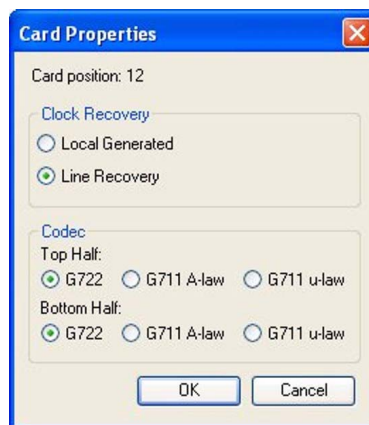 Card Properties
Card position: 12
Clock Recovery
Local Generated
Line Recovery
Codec
Top Half:
G722 G711 A-law G711 u-law
Bottom Half:
G722 G711 A-law G711 u-law
OK Cancel